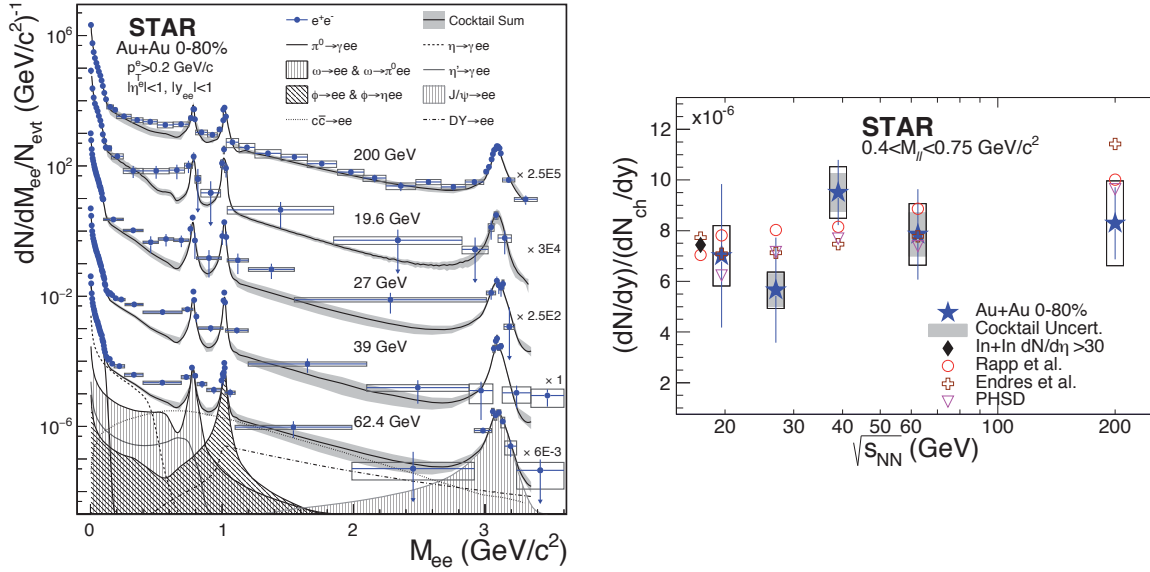 dN/dM_ee/N_evt (GeV/c²)⁻¹
10⁶
10²
10⁻²
10⁻⁶
STAR
Au+Au 0-80%
p_T^e>0.2 GeV/c
|η^e|<1, |y_ee|<1
e⁺e⁻
Cocktail Sum
π⁰→γee
η→γee
ω→ee & ω→π⁰ee
η'→γee
ϕ→ee & ϕ→ηee
J/ψ→ee
cc̅→ee
DY→ee
200 GeV
× 2.5E5
19.6 GeV
× 3E4
27 GeV
× 2.5E2
39 GeV
× 1
62.4 GeV
× 6E-3
0 1 2 3
M_ee (GeV/c²)
(dN/dy)/(dN_ch/dy)
×10⁻⁶
12
10
8
6
4
2
STAR
0.4<M_ll<0.75 GeV/c²
Au+Au 0-80%
Cocktail Uncert.
In+In dN/dη >30
Rapp et al.
Endres et al.
PHSD
20 30 40 50 60 100 200
√s_NN (GeV)